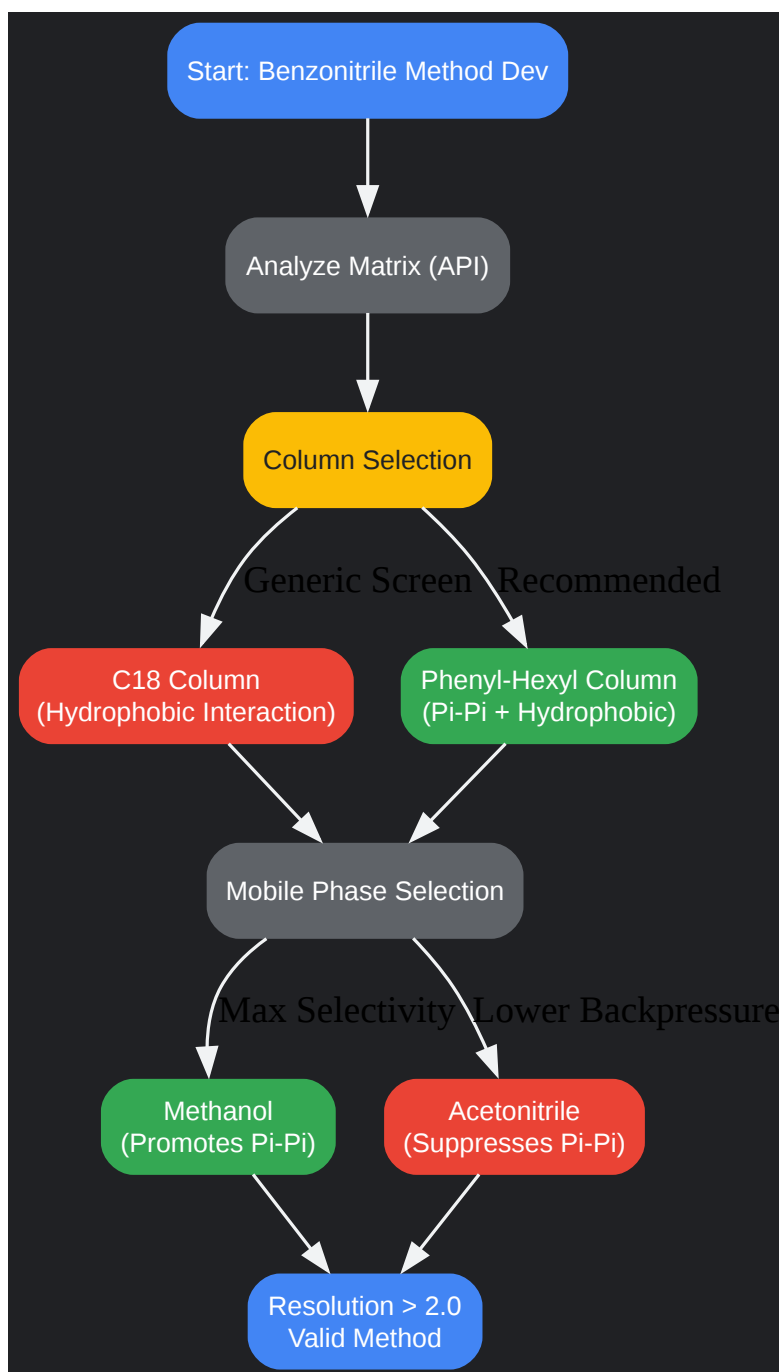 Start: Benzonitrile Method Dev
Analyze Matrix (API)
Column Selection
Generic Screen
Recommended
C18 Column
(Hydrophobic Interaction)
Phenyl-Hexyl Column
(Pi-Pi + Hydrophobic)
Mobile Phase Selection
Max Selectivity
Lower Backpressure
Methanol
(Promotes Pi-Pi)
Acetonitrile
(Suppresses Pi-Pi)
Resolution > 2.0
Valid Method